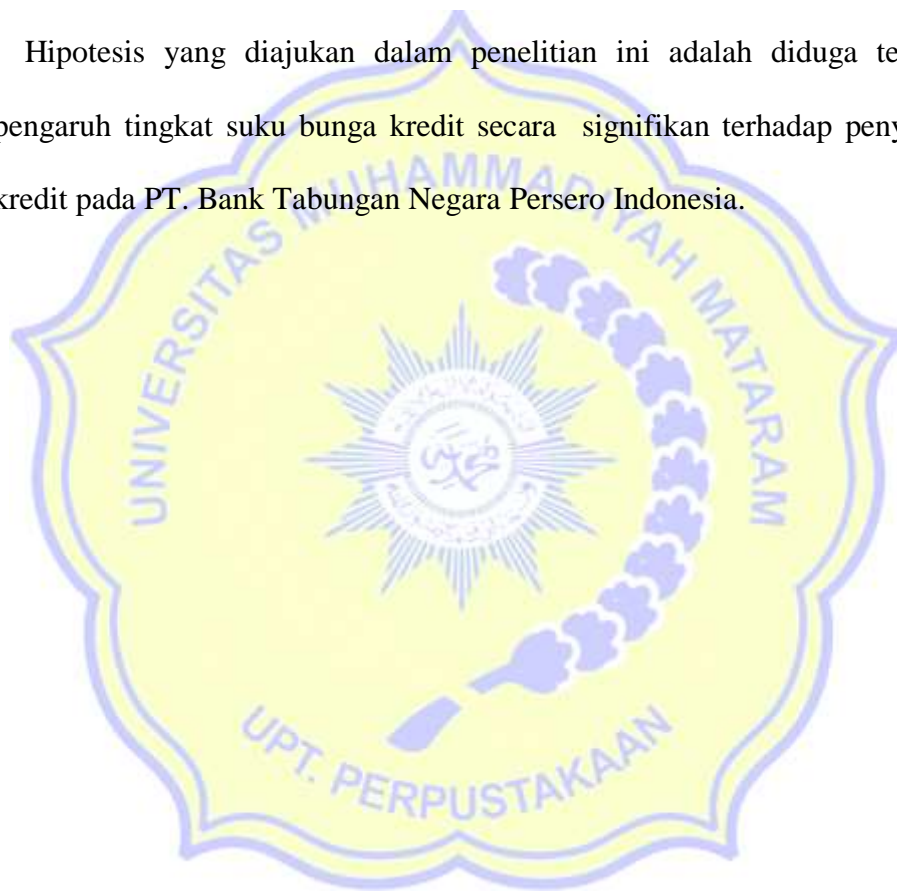 Hipotesis yang diajukan dalam penelitian ini adalah diduga te
pengaruh tingkat suku bunga kredit secara signifikan terhadap peny
kredit pada PT. Bank Tabungan Negara Persero Indonesia.
UNIVERSITAS MUHAMMADIYAH MATARAM
UPT. PERPUSTAKAAN